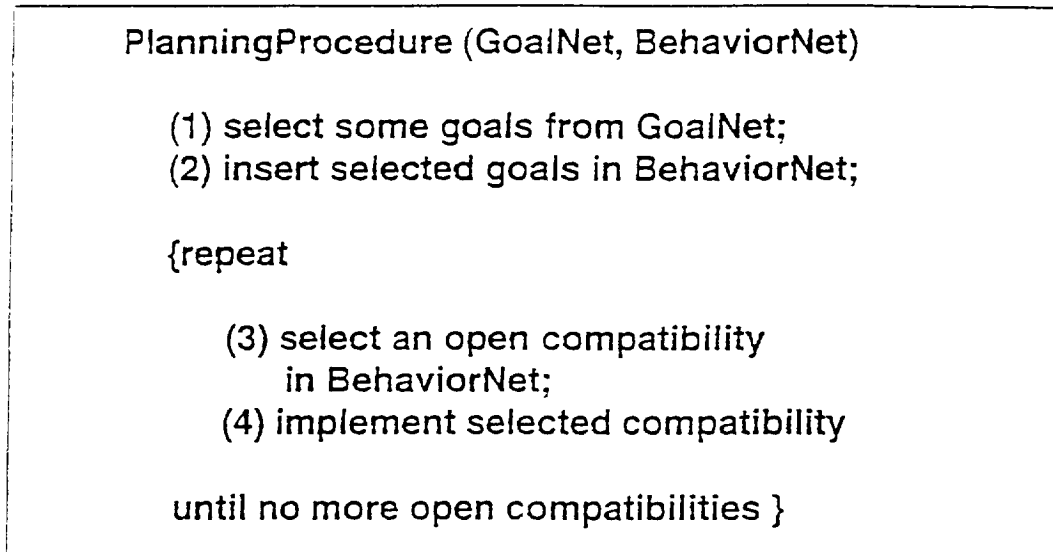 PlanningProcedure (GoalNet, BehaviorNet)
(1) select some goals from GoalNet;
(2) insert selected goals in BehaviorNet;
{repeat
(3) select an open compatibility
in BehaviorNet;
(4) implement selected compatibility
until no more open compatibilities }